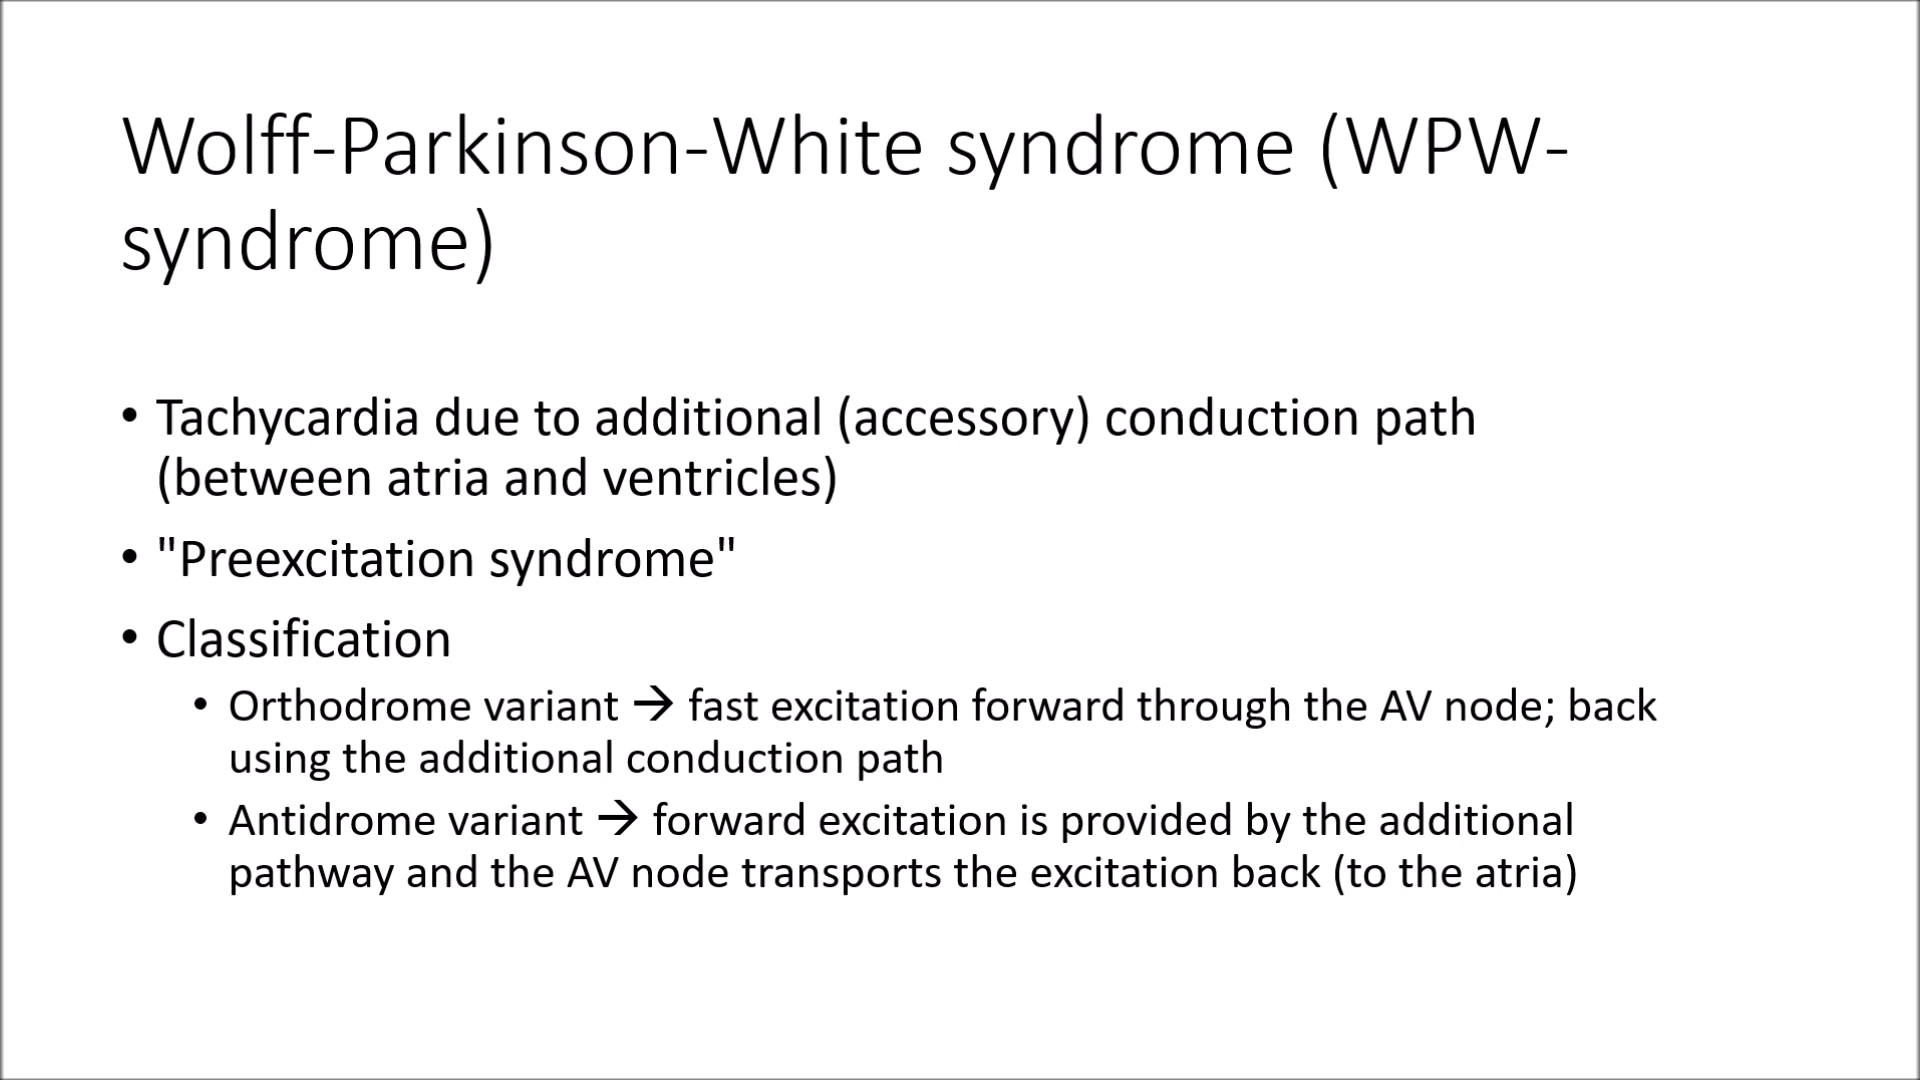 Wolff-Parkinson-White syndrome (WPW-
syndrome)
• Tachycardia due to additional (accessory) conduction path
(between atria and ventricles)
• "Preexcitation syndrome"
• Classification
• Orthodrome variant → fast excitation forward through the AV node; back
using the additional conduction path
• Antidrome variant → forward excitation is provided by the additional
pathway and the AV node transports the excitation back (to the atria)